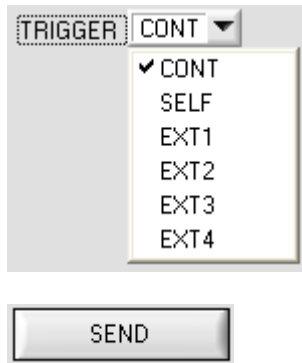 TRIGGER CONT
CONT
SELF
EXT1
EXT2
EXT3
EXT4
SEND